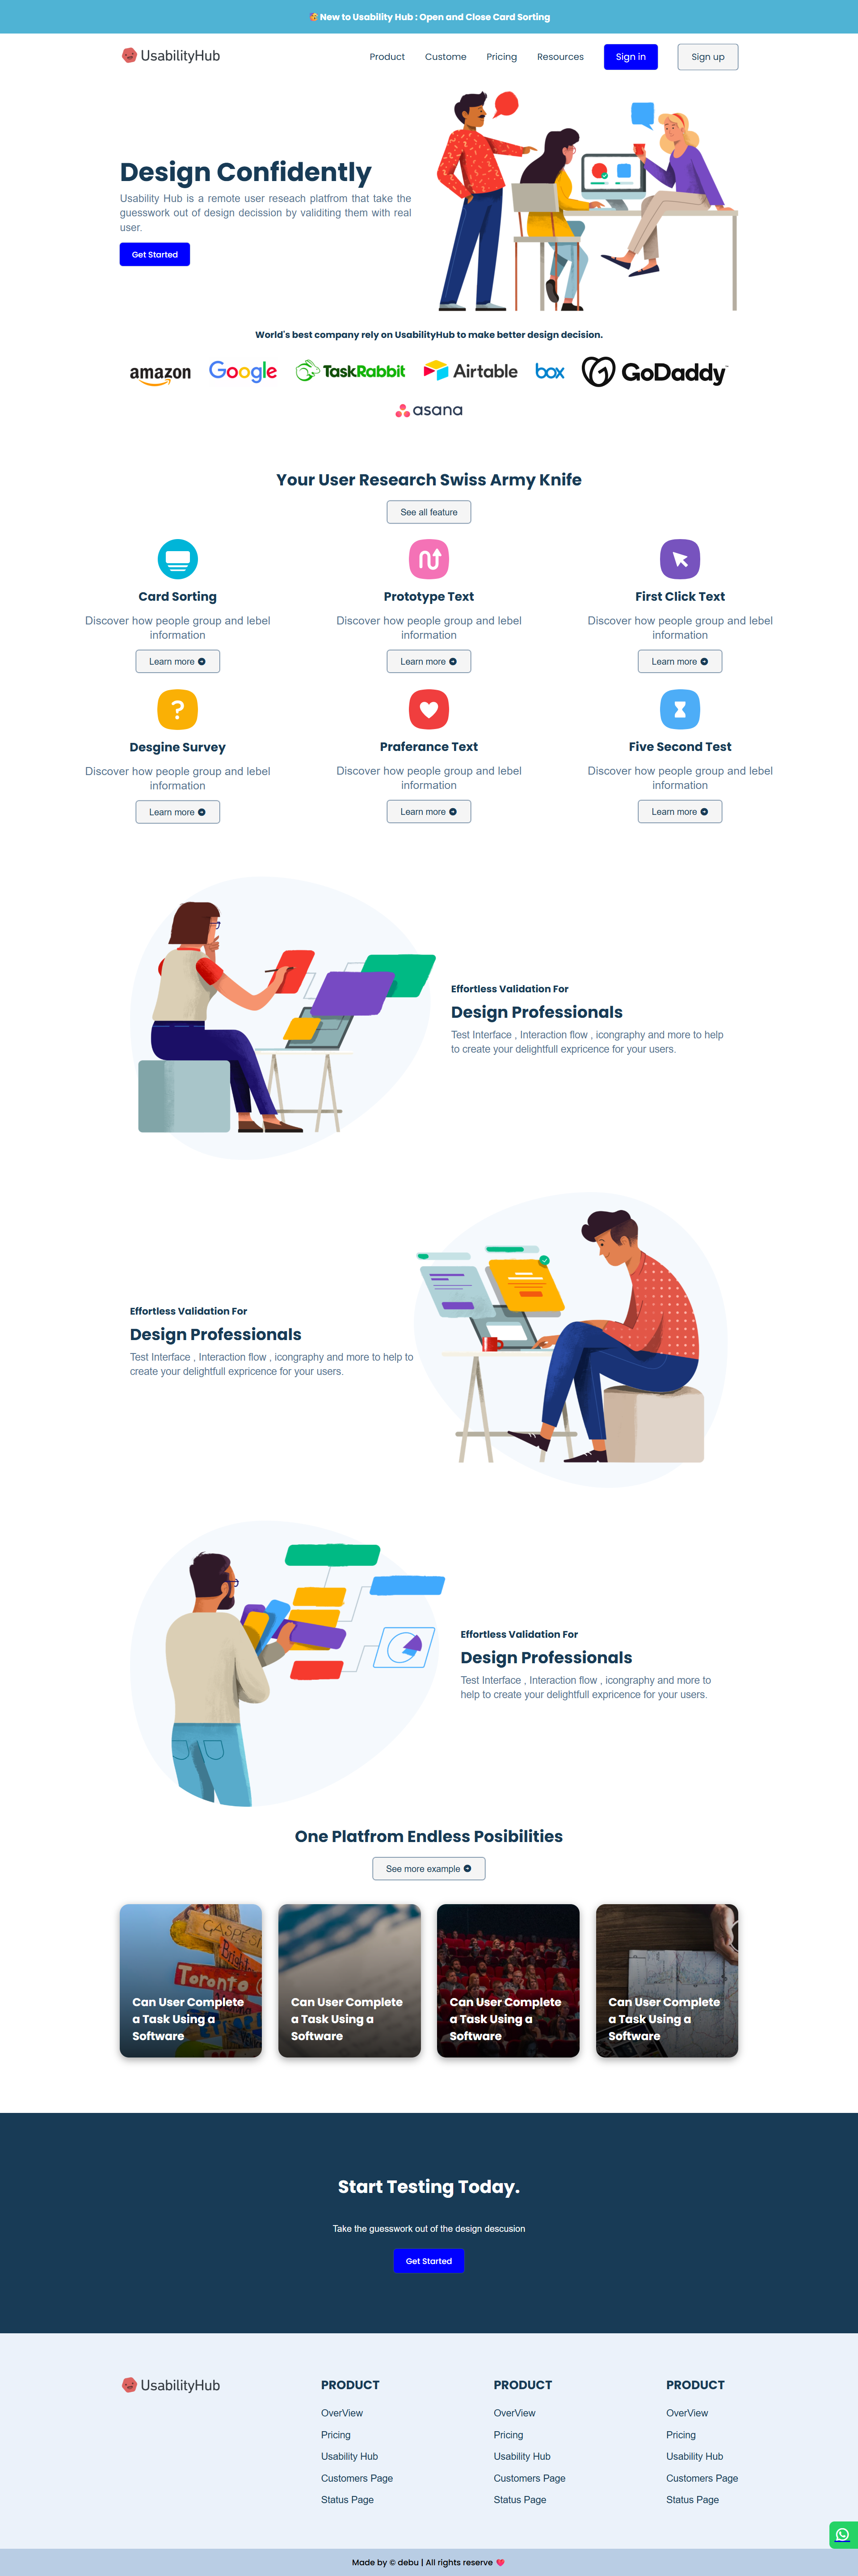 New to Usability Hub : Open and Close Card Sorting
UsabilityHub
Product
Custome
Pricing
Resources
Sign in
Sign up
Design Confidently
Usability Hub is a remote user reseach platfrom that take the
guesswork out of design decission by validiting them with real
user.
Get Started
World's best company rely on UsabilityHub to make better design decision.
amazon
Google
TaskRabbit
Airtable
box
GoDaddy
asana
Your User Research Swiss Army Knife
See all feature
Card Sorting
Discover how people group and lebel
information
Learn more
Prototype Text
Discover how people group and lebel
information
Learn more
First Click Text
Discover how people group and lebel
information
Learn more
Desgine Survey
Discover how people group and lebel
information
Learn more
Praferance Text
Discover how people group and lebel
information
Learn more
Five Second Test
Discover how people group and lebel
information
Learn more
Effortless Validation For
Design Professionals
Test Interface , Interaction flow , icongraphy and more to help
to create your delightfull expricence for your users.
Effortless Validation For
Design Professionals
Test Interface , Interaction flow , icongraphy and more to help to
create your delightfull expricence for your users.
Effortless Validation For
Design Professionals
Test Interface , Interaction flow , icongraphy and more to
help to create your delightfull expricence for your users.
One Platfrom Endless Posibilities
See more example
Toronto
Can User Complete
a Task Using a
Software
Can User Complete
a Task Using a
Software
Can User Complete
a Task Using a
Software
Can User Complete
a Task Using a
Software
Start Testing Today.
Take the guesswork out of the design descusion
Get Started
UsabilityHub
PRODUCT
OverView
Pricing
Usability Hub
Customers Page
Status Page
PRODUCT
OverView
Pricing
Usability Hub
Customers Page
Status Page
PRODUCT
OverView
Pricing
Usability Hub
Customers Page
Status Page
Made by © debu | All rights reserve